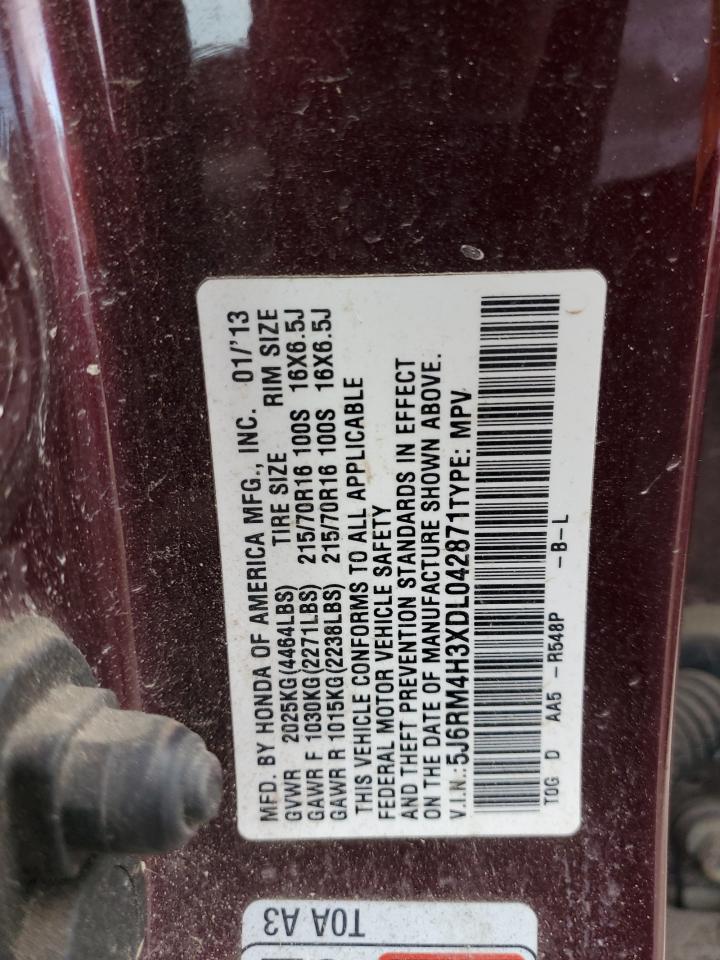 MFD. BY HONDA OF AMERICA MFG., INC. 01/'13
GVWR 2025KG(4464LBS) TIRE SIZE RIM SIZE
GAWR F 1030KG(2271LBS) 215/70R16 100S 16X6.5J
GAWR R 1015KG(2238LBS) 215/70R16 100S 16X6.5J
THIS VEHICLE CONFORMS TO ALL APPLICABLE
FEDERAL MOTOR VEHICLE SAFETY
AND THEFT PREVENTION STANDARDS IN EFFECT
ON THE DATE OF MANUFACTURE SHOWN ABOVE.
V.I.N.:5J6RM4H3XDL042871TYPE: MPV
T0G D AA5 -R548P -B-L
T0A A3